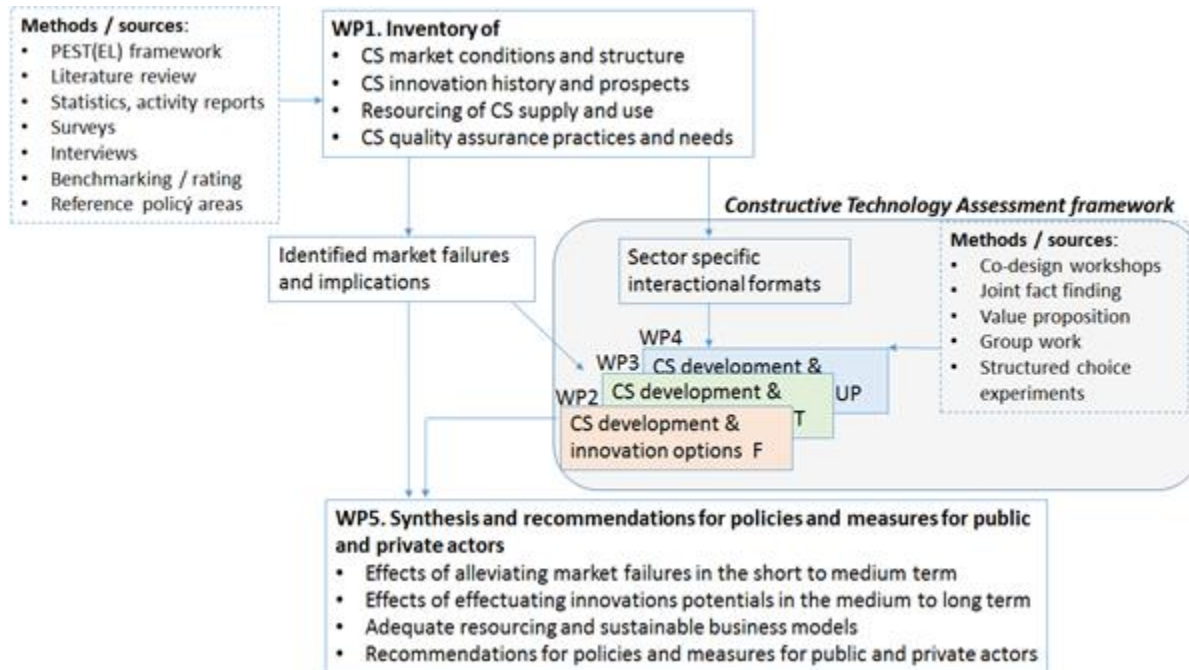 Methods / sources:
• PEST(EL) framework
• Literature review
• Statistics, activity reports
• Surveys
• Interviews
• Benchmarking / rating
• Reference policý areas
WP1. Inventory of
• CS market conditions and structure
• CS innovation history and prospects
• Resourcing of CS supply and use
• CS quality assurance practices and needs
Constructive Technology Assessment framework
Identified market failures
and implications
Sector specific
interactional formats
Methods / sources:
• Co-design workshops
• Joint fact finding
• Value proposition
• Group work
• Structured choice
experiments
WP4
CS development &
UP
WP3
CS development &
T
WP2
CS development &
innovation options F
WP5. Synthesis and recommendations for policies and measures for public
and private actors
• Effects of alleviating market failures in the short to medium term
• Effects of effectuating innovations potentials in the medium to long term
• Adequate resourcing and sustainable business models
• Recommendations for policies and measures for public and private actors